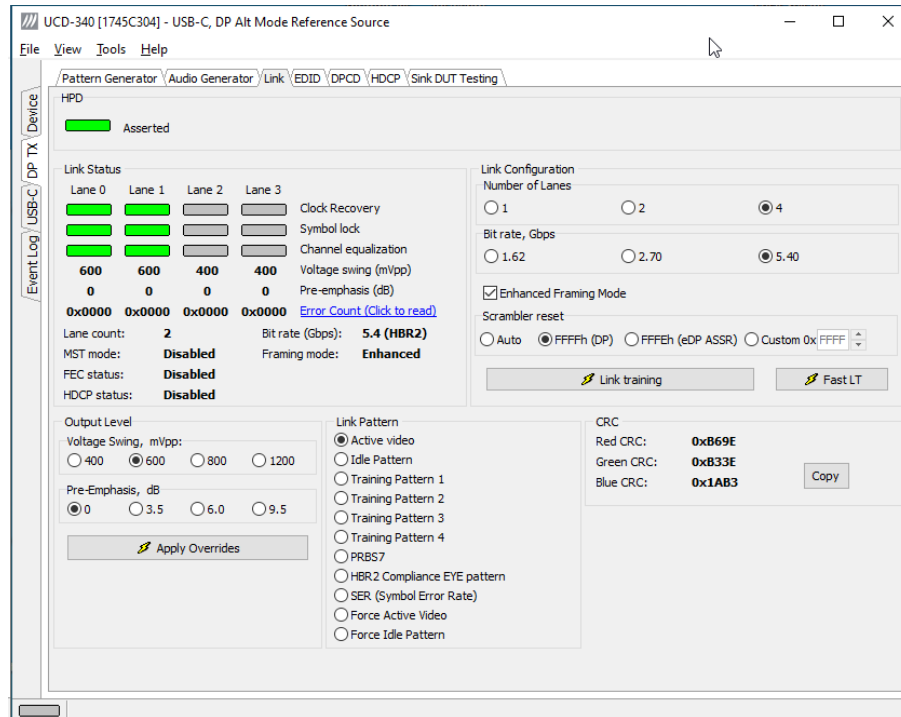 UCD-340 [1745C304] - USB-C, DP Alt Mode Reference Source
File View Tools Help
Pattern Generator Audio Generator Link EDID DPCD HDCP Sink DUT Testing
Device
DP TX
USB-C
Event Log
HPD
Asserted
Link Status
Lane 0 Lane 1 Lane 2 Lane 3
Clock Recovery
Symbol lock
Channel equalization
600 600 400 400 Voltage swing (mVpp)
0 0 0 0 Pre-emphasis (dB)
0x0000 0x0000 0x0000 0x0000 Error Count (Click to read)
Lane count: 2 Bit rate (Gbps): 5.4 (HBR2)
MST mode: Disabled Framing mode: Enhanced
FEC status: Disabled
HDCP status: Disabled
Link Configuration
Number of Lanes
1 2 4
Bit rate, Gbps
1.62 2.70 5.40
Enhanced Framing Mode
Scrambler reset
Auto FFFFh (DP) FFFEh (eDP ASSR) Custom 0x FFFF
Link training Fast LT
Output Level
Voltage Swing, mVpp:
400 600 800 1200
Pre-Emphasis, dB
0 3.5 6.0 9.5
Apply Overrides
Link Pattern
Active video
Idle Pattern
Training Pattern 1
Training Pattern 2
Training Pattern 3
Training Pattern 4
PRBS7
HBR2 Compliance EYE pattern
SER (Symbol Error Rate)
Force Active Video
Force Idle Pattern
CRC
Red CRC: 0xB69E
Green CRC: 0xB33E
Blue CRC: 0x1AB3
Copy